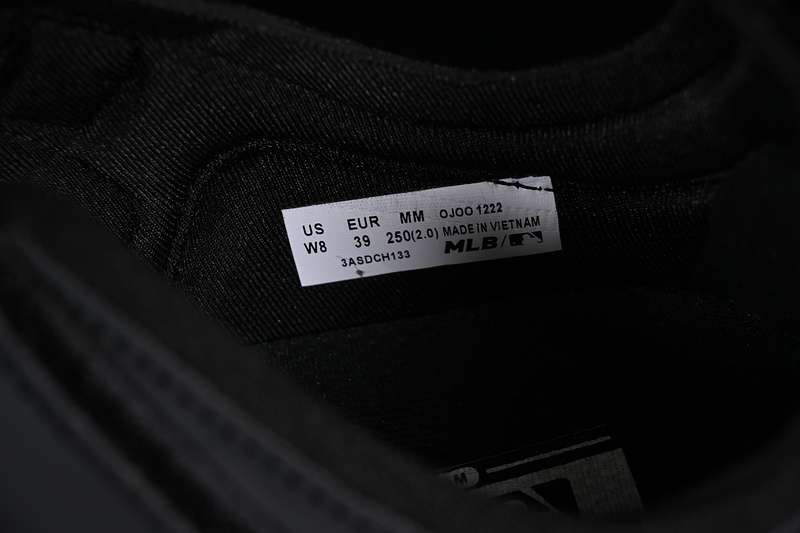 US EUR MM OJOO 1222
W8 39 250(2.0) MADE IN VIETNAM
3ASDCH133 MLB/
M